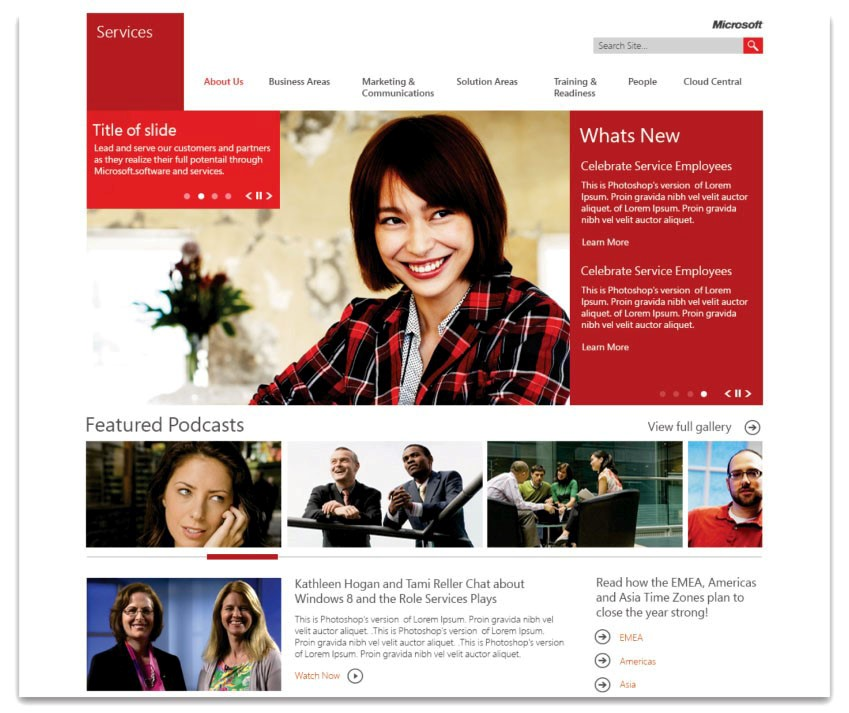 Services
Microsoft
Search Site...
About Us
Business Areas
Marketing &
Communications
Solution Areas
Training &
Readiness
People
Cloud Central
Title of slide
Lead and serve our customers and partners
as they realize their full potentail through
Microsoft.software and services.
Whats New
Celebrate Service Employees
This is Photoshop's version of Lorem
Ipsum. Proin gravida nibh vel velit auctor
aliquet. of Lorem Ipsum. Proin gravida
nibh vel velit auctor aliquet.
Learn More
Celebrate Service Employees
This is Photoshop's version of Lorem
Ipsum. Proin gravida nibh vel velit auctor
aliquet. of Lorem Ipsum. Proin gravida
nibh vel velit auctor aliquet.
Learn More
Featured Podcasts
View full gallery
Kathleen Hogan and Tami Reller Chat about
Windows 8 and the Role Services Plays
This is Photoshop's version of Lorem Ipsum. Proin gravida nibh vel
velit auctor aliquet. .This is Photoshop's version of Lorem Ipsum.
Proin gravida nibh vel velit auctor aliquet. .This is Photoshop's version
of Lorem Ipsum. Proin gravida nibh vel velit auctor aliquet.
Watch Now
Read how the EMEA, Americas
and Asia Time Zones plan to
close the year strong!
EMEA
Americas
Asia